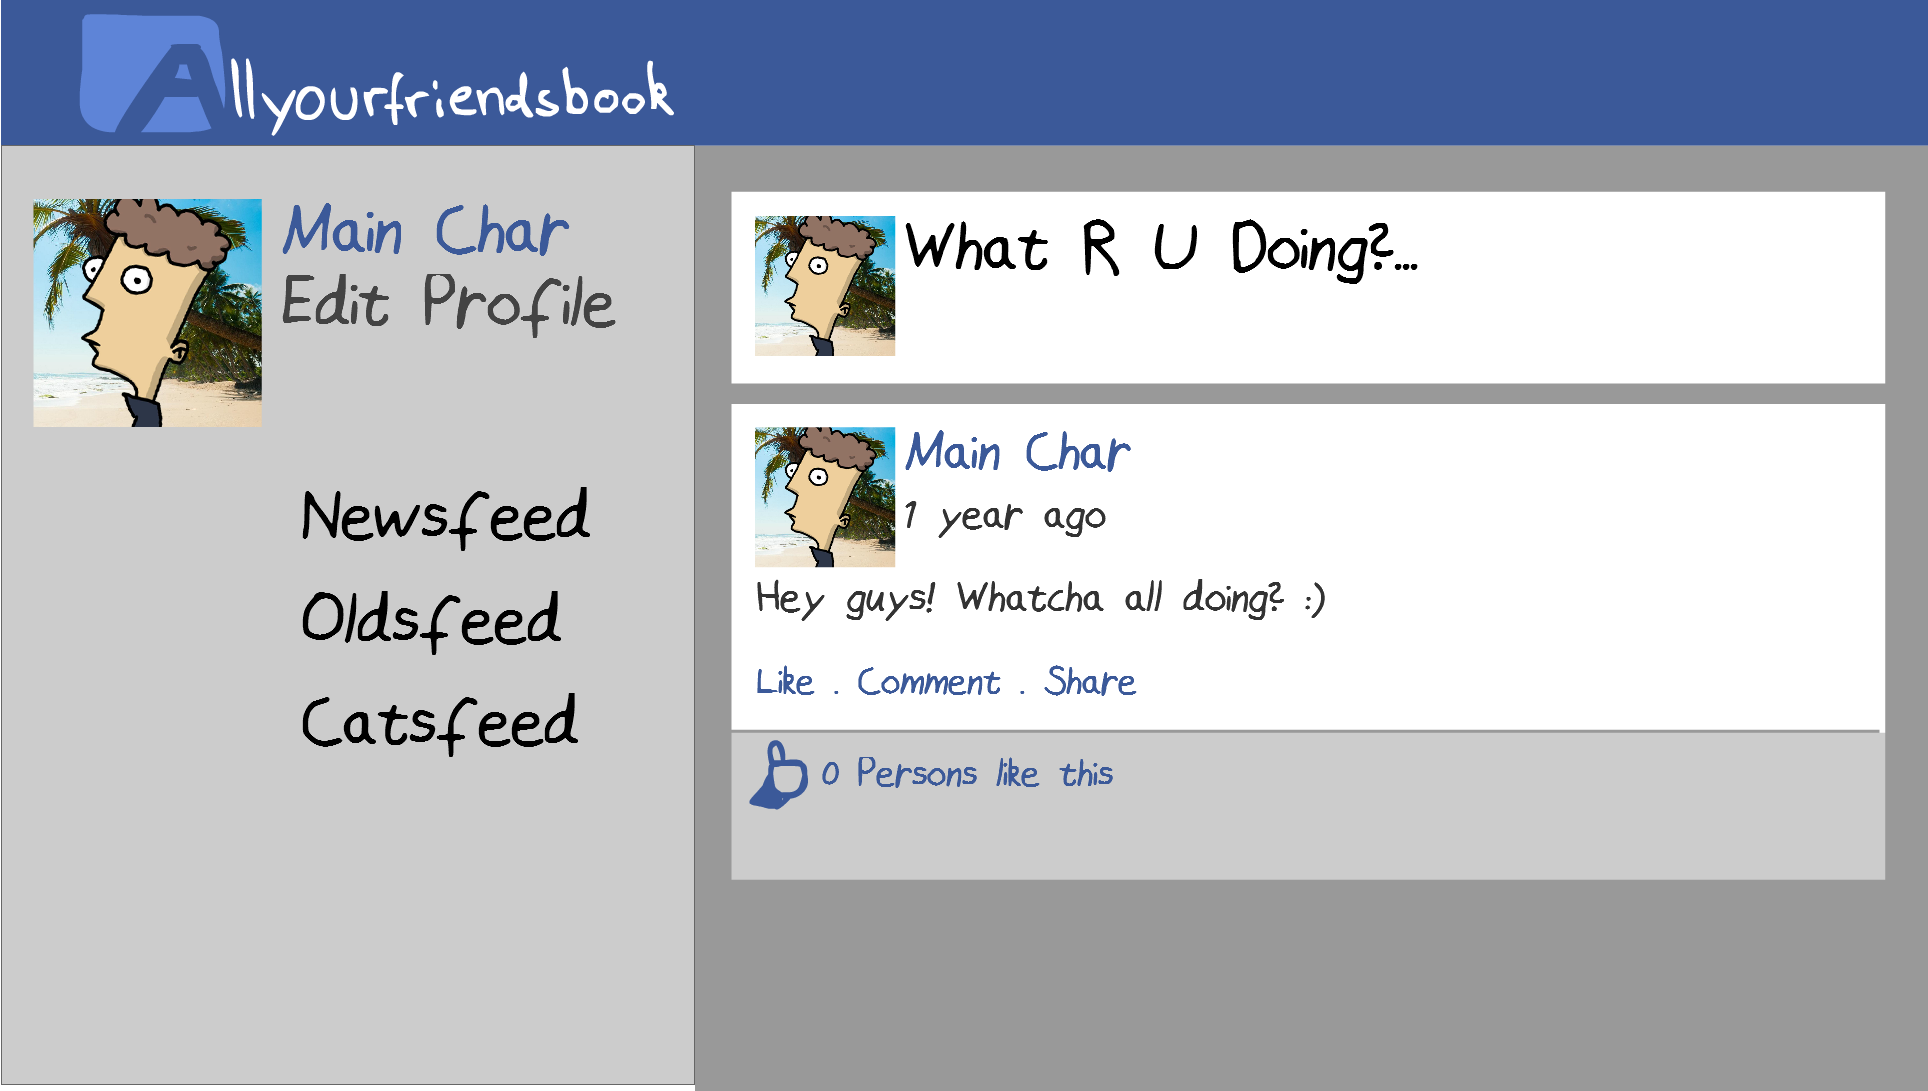 Allyourfriendsbook
Main Char
Edit Profile
Newsfeed
Oldsfeed
Catsfeed
What R U Doing?...
Main Char
1 year ago
Hey guys! Whatcha all doing? :)
Like . Comment . Share
0 Persons like this